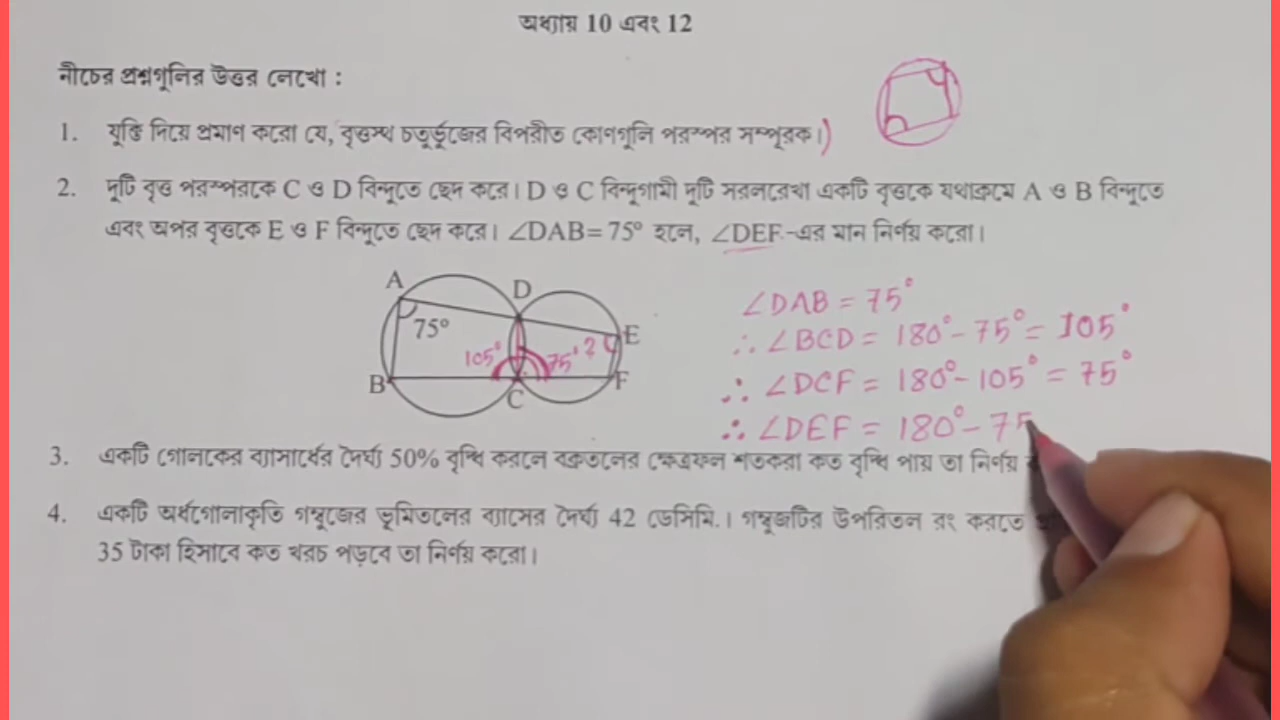 অধ্যায় 10 এবং 12
নীচের প্রশ্নগুলির উত্তর লেখো :
1. যুক্তি দিয়ে প্রমাণ করো যে, বৃত্তস্থ চতুর্ভূজের বিপরীত কোণগুলি পরস্পর সম্পূরক।
2. দুটি বৃত্ত পরস্পরকে C ও D বিন্দুতে ছেদ করে। D ও C বিন্দুগামী দুটি সরলরেখা একটি বৃত্তকে যথাক্রমে A ও B বিন্দুতে
এবং অপর বৃত্তকে E ও F বিন্দুতে ছেদ করে। ∠DAB= 75° হলে, ∠DEF-এর মান নির্ণয় করো।
A D
75° E
105° 75° ?
B C F
∠DAB = 75°
∴ ∠BCD = 180° - 75° = 105°
∴ ∠DCF = 180° - 105° = 75°
∴ ∠DEF = 180° - 75
3. একটি গোলকের ব্যাসার্ধের দৈর্ঘ্য 50% বৃদ্ধি করলে বক্রতলের ক্ষেত্রফল শতকরা কত বৃদ্ধি পায় তা নির্ণয়
4. একটি অর্ধগোলাকৃতি গম্বুজের ভূমিতলের ব্যাসের দৈর্ঘ্য 42 ডেসিমি.। গম্বুজটির উপরিতল রং করতে
35 টাকা হিসাবে কত খরচ পড়বে তা নির্ণয় করো।